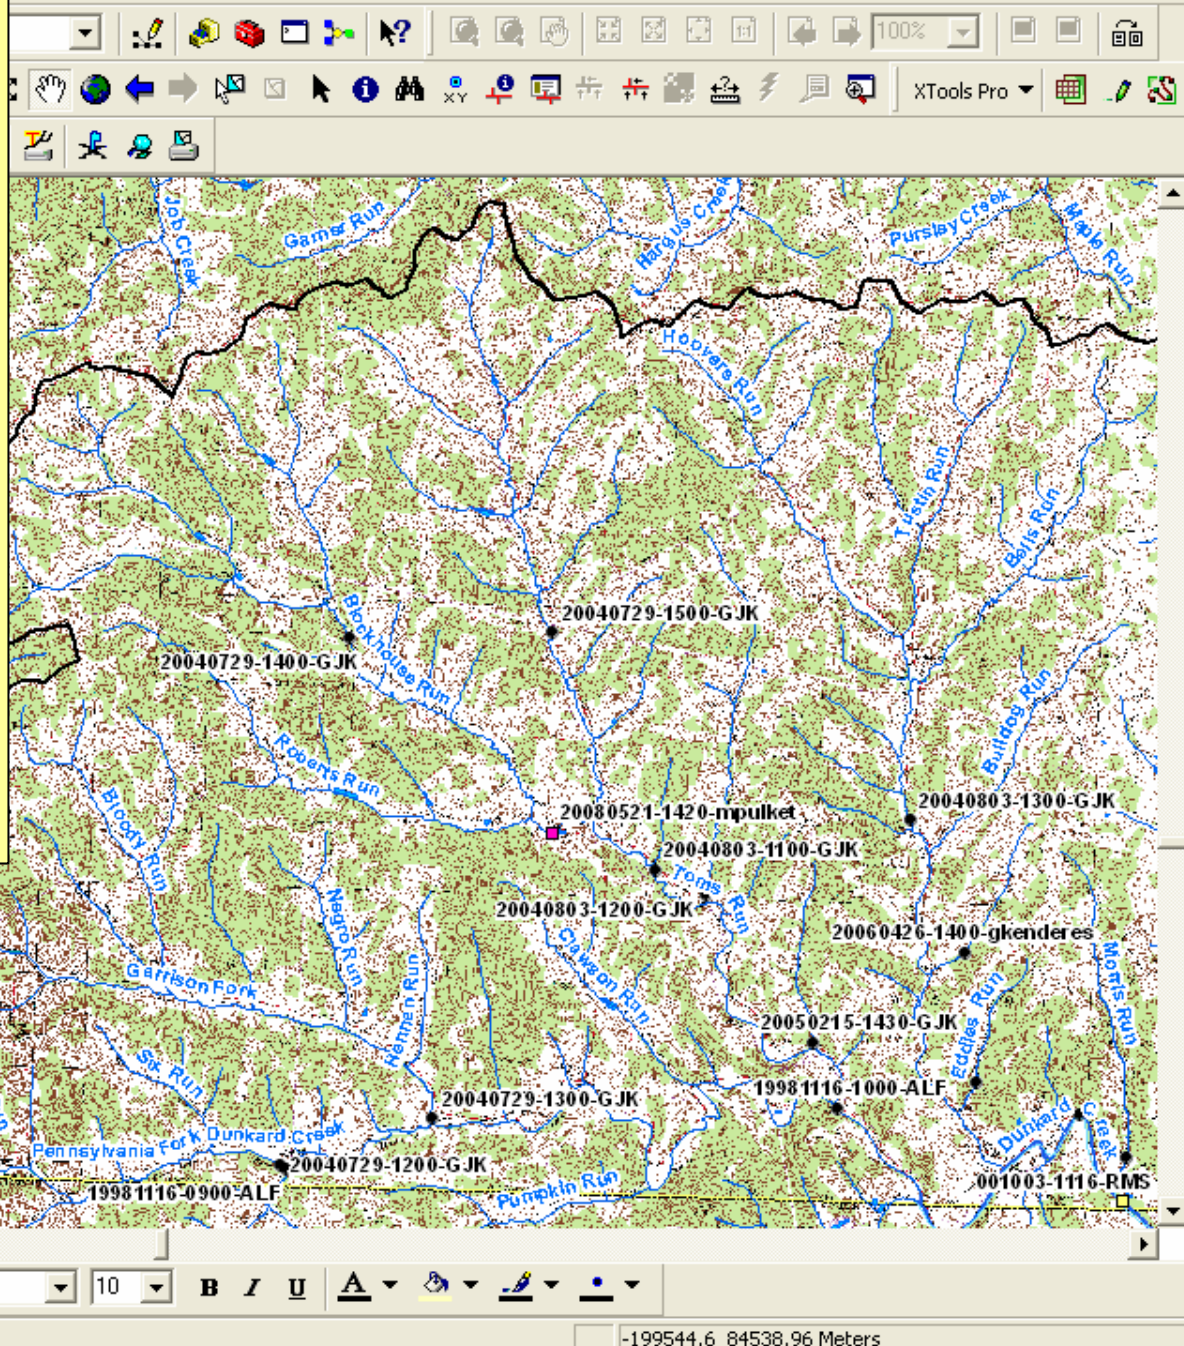 100%
1:1
XY
XTools Pro
Job Creek
Garner Run
Hargus Creek
Pursley Creek
Maple Run
Hoovers Run
Tustin Run
Bells Run
20040729-1500-GJK
Blockhouse Run
20040729-1400-GJK
Bulldog Run
Roberts Run
Bloody Run
20080521-1420-mpulket
20040803-1300-GJK
20040803-1100-GJK
Toms Run
Negro Run
20040803-1200-GJK
20060426-1400-gkenderes
Clawson Run
Morris Run
Garrison Fork
Hennen Run
Eddies Run
20050215-1430-GJK
Six Run
19981116-1000-ALF
20040729-1300-GJK
Dunkard Creek
Pennsylvania Fork Dunkard Creek
20040729-1200-GJK
19981116-0900-ALF
Pumpkin Run
001003-1116-RMS
10 B I U A
-199544.6 84538.96 Meters